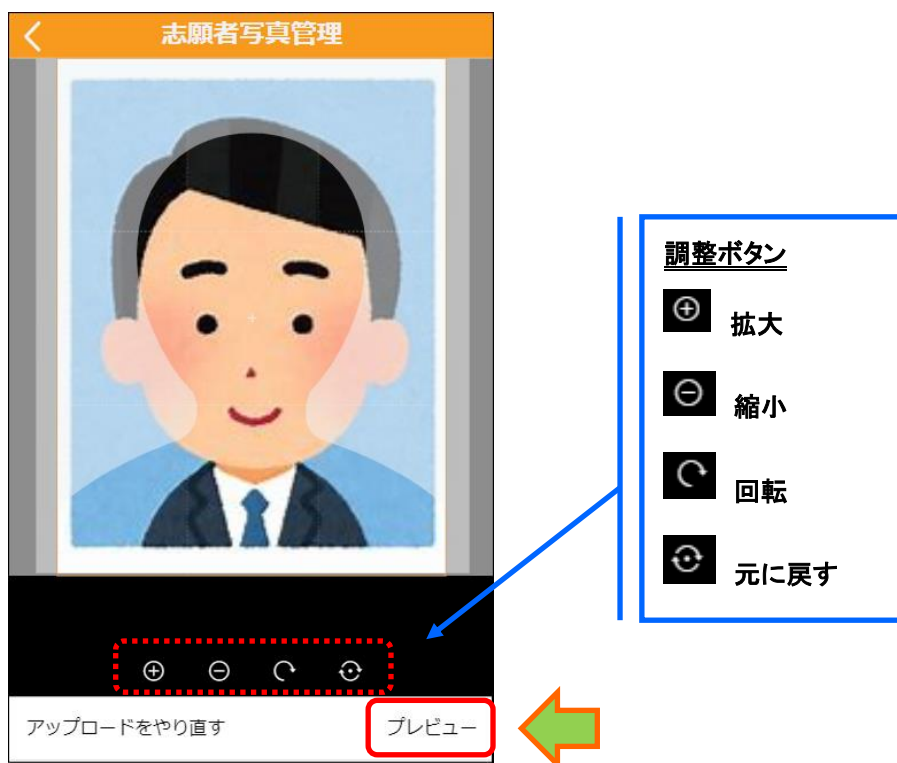 志願者写真管理
調整ボタン
拡大
縮小
回転
元に戻す
アップロードをやり直す
プレビュー